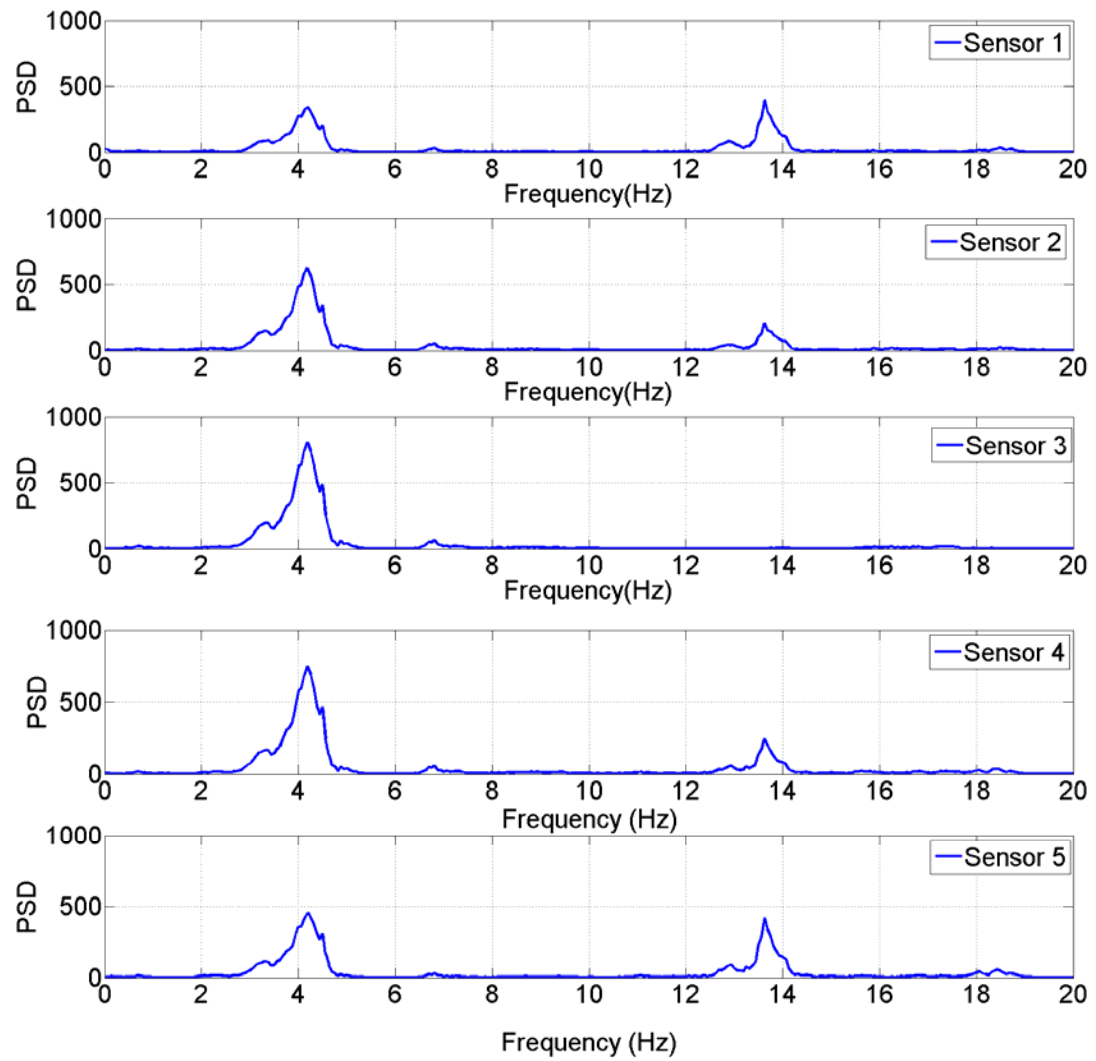 1000
Sensor 1
PSD
500
0
0 2 4 6 8 10 12 14 16 18 20
Frequency(Hz)
1000
Sensor 2
PSD
500
0
0 2 4 6 8 10 12 14 16 18 20
Frequency(Hz)
1000
Sensor 3
PSD
500
0
0 2 4 6 8 10 12 14 16 18 20
Frequency(Hz)
1000
Sensor 4
PSD
500
0
0 2 4 6 8 10 12 14 16 18 20
Frequency (Hz)
1000
Sensor 5
PSD
500
0
0 2 4 6 8 10 12 14 16 18 20
Frequency (Hz)